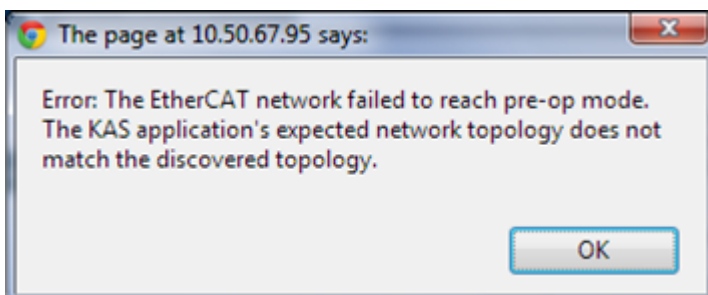 The page at 10.50.67.95 says:
Error: The EtherCAT network failed to reach pre-op mode.
The KAS application's expected network topology does not
match the discovered topology.
OK